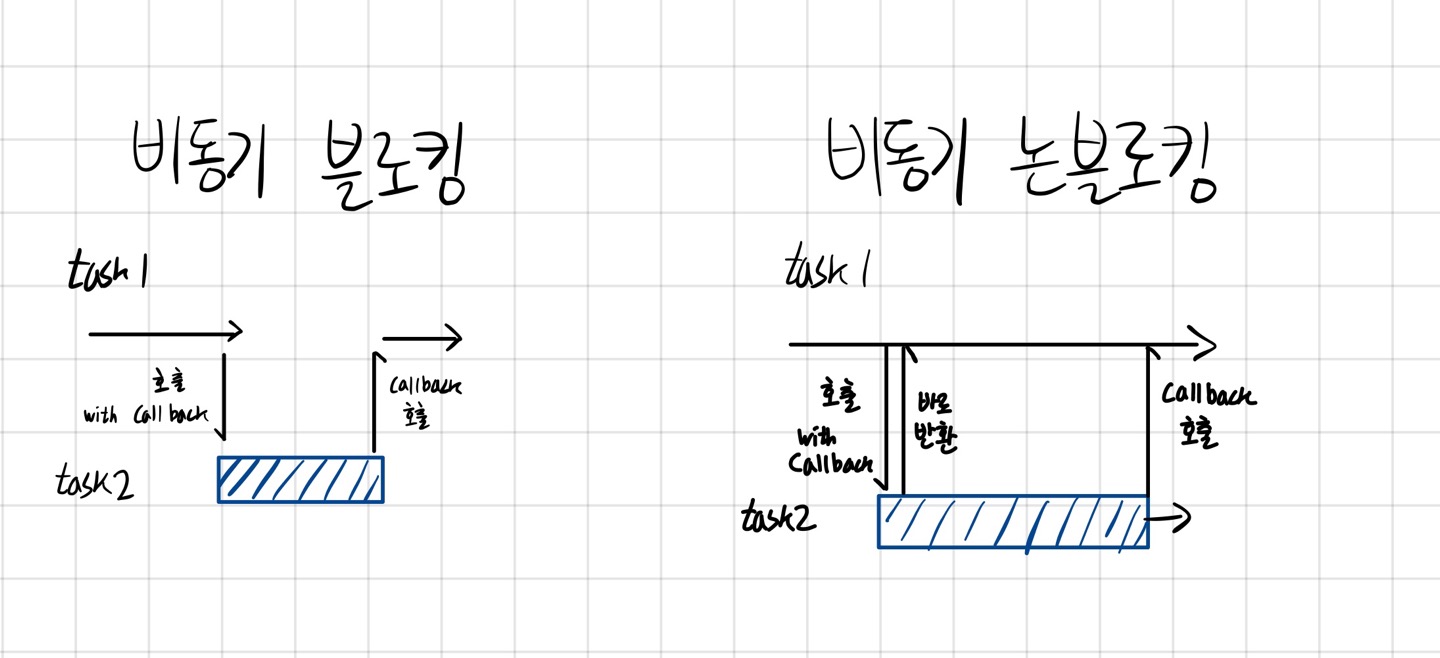 비동기 블로킹
task1
호출
with Callback
callback
호출
task2
비동기 논블로킹
task1
호출
with
Callback
바로
반환
Callback
호출
task2